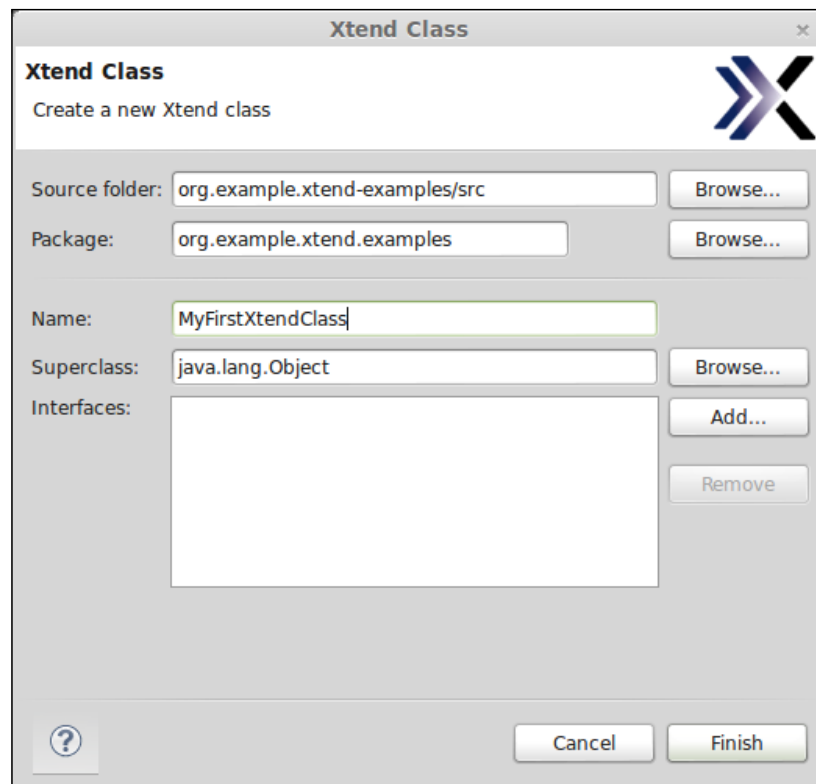 Xtend Class ×
Xtend Class
Create a new Xtend class
Source folder: org.example.xtend-examples/src Browse...
Package: org.example.xtend.examples Browse...
Name: MyFirstXtendClass
Superclass: java.lang.Object Browse...
Interfaces: Add...
Remove
? Cancel Finish